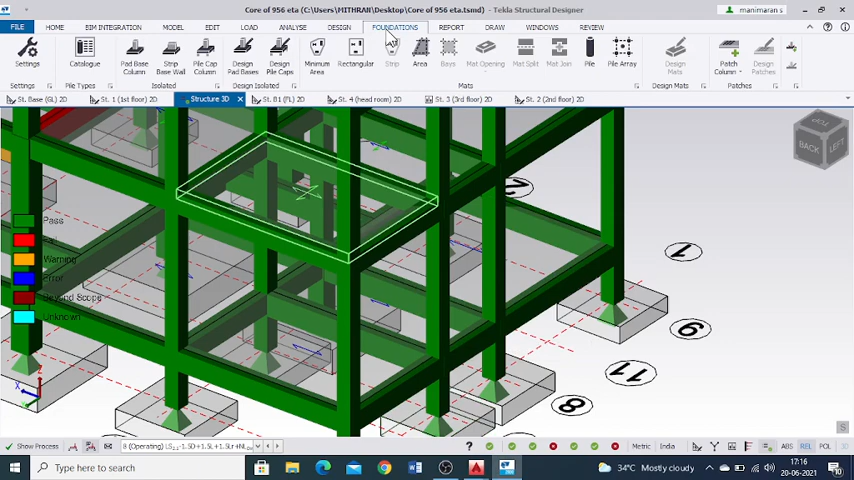 Core of 956 eta (C:\Users\MITHRAN\Desktop\Core of 956 eta.tsmd) - Tekla Structural Designer
manimaran s
FILE HOME BIM INTEGRATION MODEL EDIT LOAD ANALYSE DESIGN FOUNDATIONS REPORT DRAW WINDOWS REVIEW
Settings Catalogue Pad Base Column Strip Base Wall Pile Cap Column Design Pad Bases Design Pile Caps Minimum Area Rectangular Strip Area Bays Mat Opening Mat Split Mat Join Pile Pile Array Design Mats Patch Column Design Patches
Settings Pile Types Isolated Design Isolated Mats Design Mats Patches
St. Base (GL) 2D St. 1 (1st floor) 2D Structure 3D St. B1 (FL) 2D St. 4 (head room) 2D St. 3 (3rd floor) 2D St. 2 (2nd floor) 2D
TOP
BACK LEFT
2
1
Pass
Fail
Warning
Error
Beyond Scope
Unknown
9
11
8
Z
X
Y
S
Show Process 8 (Operating) ? Metric India ABS REL POL
Type here to search 34°C Mostly cloudy 17:16
20-06-2021